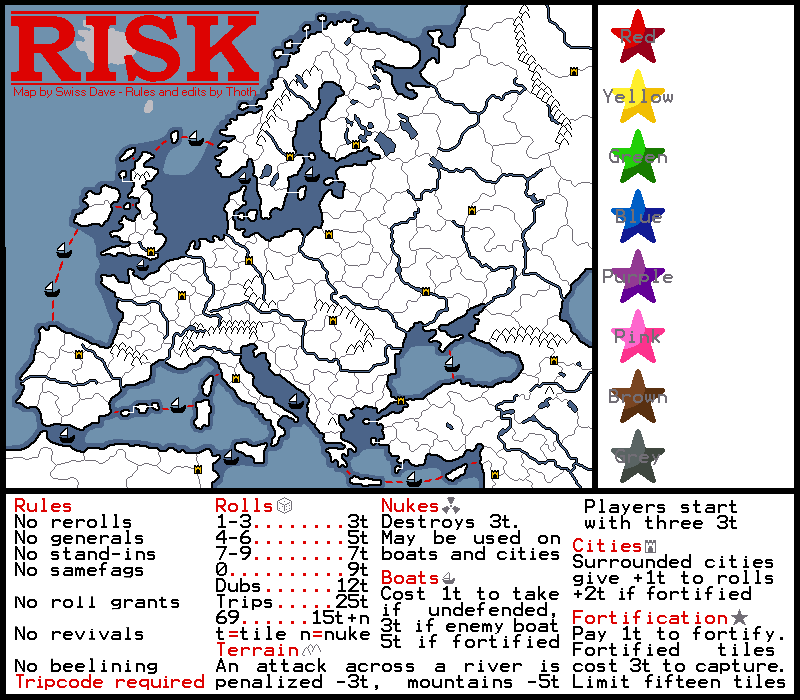 RISK
Map by Swiss Dave - Rules and edits by Thoth
Red
Yellow
Green
Blue
Purple
Pink
Brown
Grey
Rules
No rerolls
No generals
No stand-ins
No samefags
No roll grants
No revivals
No beelining
Tripcode required
Rolls
1-3.........3t
4-6.........5t
7-9.........7t
0...........9t
Dubs.......12t
Trips......25t
69.......15t+n
t=tile n=nuke
Terrain
An attack across a river is
penalized -3t, mountains -5t
Nukes
Destroys 3t.
May be used on
boats and cities
Boats
Cost 1t to take
if undefended,
3t if enemy boat
5t if fortified
Players start
with three 3t
Cities
Surrounded cities
give +1t to rolls
+2t if fortified
Fortification
Pay 1t to fortify.
Fortified tiles
cost 3t to capture.
Limit fifteen tiles